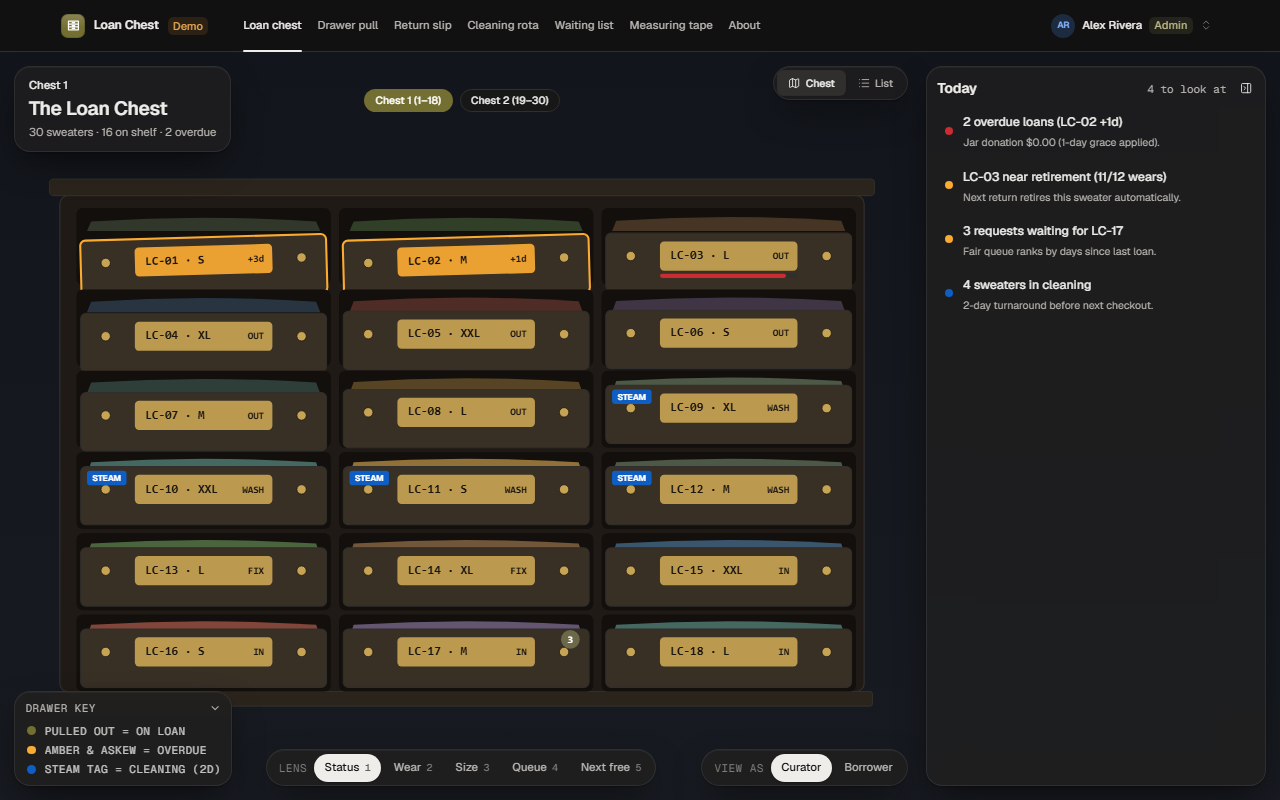 Loan Chest Demo Loan chest Drawer pull Return slip Cleaning rota Waiting list Measuring tape About AR Alex Rivera Admin
Chest 1
The Loan Chest
30 sweaters · 16 on shelf · 2 overdue
Chest 1 (1–18) Chest 2 (19–30)
Chest List
LC-01 · S +3d
LC-02 · M +1d
LC-03 · L OUT
LC-04 · XL OUT
LC-05 · XXL OUT
LC-06 · S OUT
LC-07 · M OUT
LC-08 · L OUT
STEAM
LC-09 · XL WASH
STEAM
LC-10 · XXL WASH
STEAM
LC-11 · S WASH
STEAM
LC-12 · M WASH
LC-13 · L FIX
LC-14 · XL FIX
LC-15 · XXL IN
LC-16 · S IN
LC-17 · M IN
3
LC-18 · L IN
DRAWER KEY
PULLED OUT = ON LOAN
AMBER & ASKEW = OVERDUE
STEAM TAG = CLEANING (2D)
LENS Status 1 Wear 2 Size 3 Queue 4 Next free 5
VIEW AS Curator Borrower
Today 4 to look at
2 overdue loans (LC-02 +1d)
Jar donation $0.00 (1-day grace applied).
LC-03 near retirement (11/12 wears)
Next return retires this sweater automatically.
3 requests waiting for LC-17
Fair queue ranks by days since last loan.
4 sweaters in cleaning
2-day turnaround before next checkout.